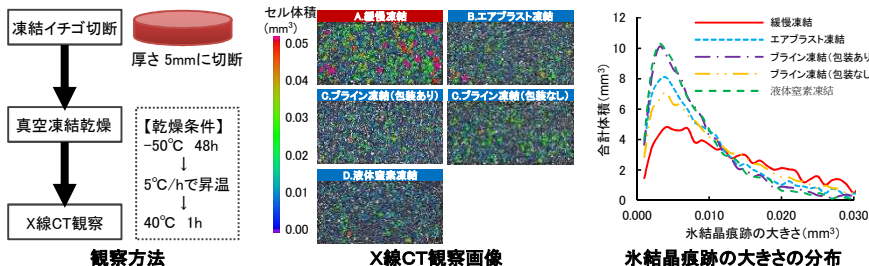 凍結イチゴ切断
厚さ 5mmに切断
真空凍結乾燥
【乾燥条件】
-50℃ 48h
↓
5℃/hで昇温
↓
40℃ 1h
X線CT観察
観察方法
セル体積
(mm³)
0.05
0.04
0.03
0.02
0.01
0.00
A.緩慢凍結
B.エアブラスト凍結
C.ブライン凍結(包装あり)
C.ブライン凍結(包装なし)
D.液体窒素凍結
X線CT観察画像
合計体積(mm³)
12
10
8
6
4
2
0
緩慢凍結
エアブラスト凍結
ブライン凍結(包装あり)
ブライン凍結(包装なし)
液体窒素凍結
0.000
0.010
0.020
0.030
氷結晶痕跡の大きさ(mm³)
氷結晶痕跡の大きさの分布